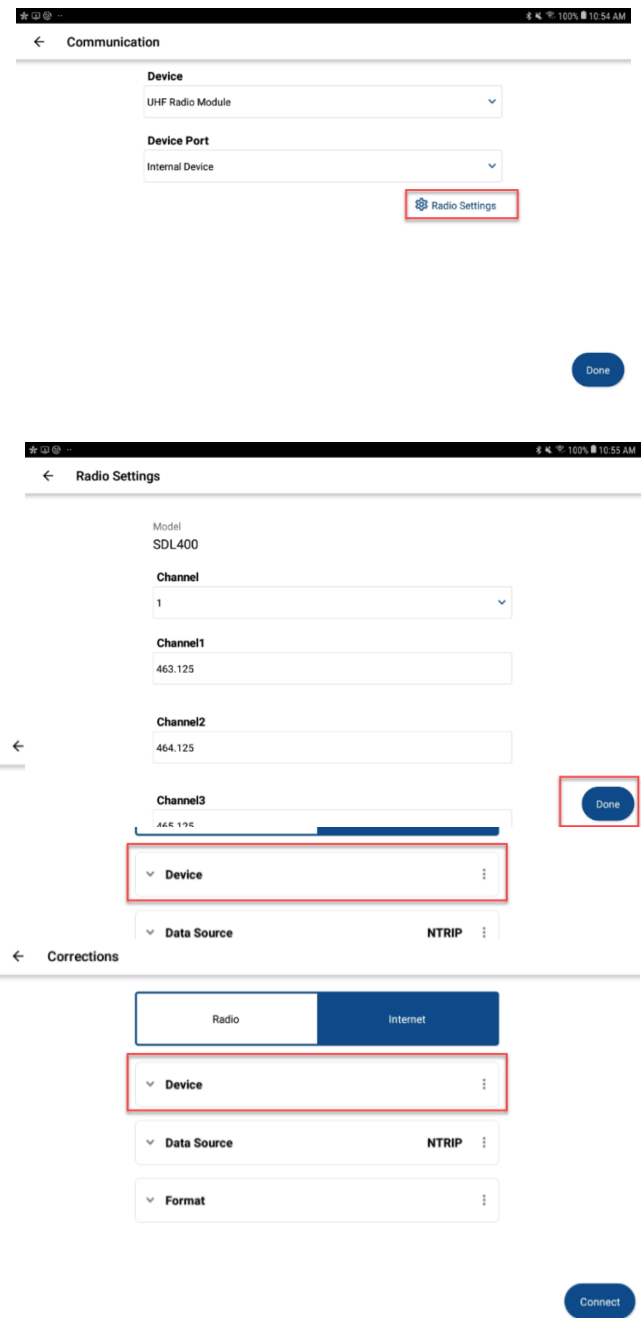 100% 10:54 AM
Communication
Device
UHF Radio Module
Device Port
Internal Device
Radio Settings
Done
100% 10:55 AM
Radio Settings
Model
SDL400
Channel
1
Channel1
463.125
Channel2
464.125
Channel3
465.125
Done
Device
Data Source NTRIP
Corrections
Radio Internet
Device
Data Source NTRIP
Format
Connect